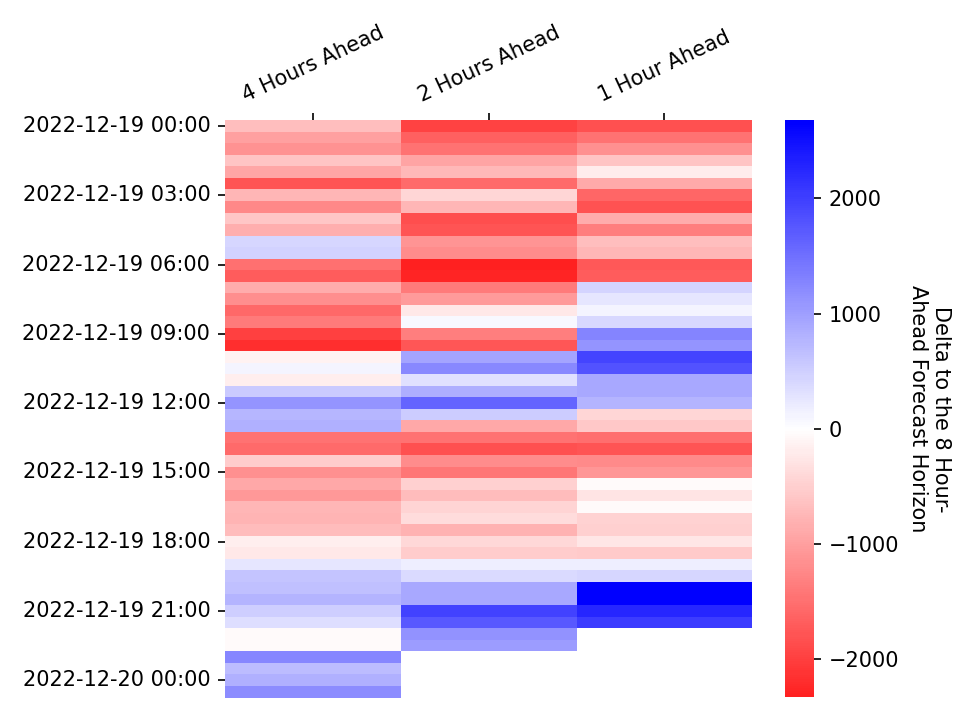 4 Hours Ahead
2 Hours Ahead
1 Hour Ahead
2022-12-19 00:00
2022-12-19 03:00
2022-12-19 06:00
2022-12-19 09:00
2022-12-19 12:00
2022-12-19 15:00
2022-12-19 18:00
2022-12-19 21:00
2022-12-20 00:00
2000
1000
0
−1000
−2000
Delta to the 8 Hour-
Ahead Forecast Horizon